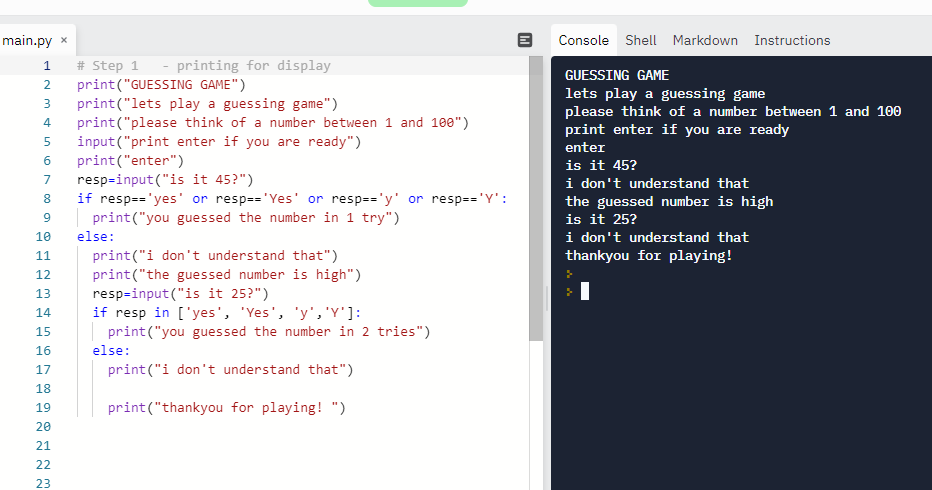 main.py ×
1 # Step 1   - printing for display
2 print("GUESSING GAME")
3 print("lets play a guessing game")
4 print("please think of a number between 1 and 100")
5 input("print enter if you are ready")
6 print("enter")
7 resp=input("is it 45?")
8 if resp=='yes' or resp=='Yes' or resp=='y' or resp=='Y':
9   print("you guessed the number in 1 try")
10 else:
11   print("i don't understand that")
12   print("the guessed number is high")
13   resp=input("is it 25?")
14   if resp in ['yes', 'Yes', 'y','Y']:
15     print("you guessed the number in 2 tries")
16   else:
17     print("i don't understand that")
18
19     print("thankyou for playing! ")
20
21
22
23
Console Shell Markdown Instructions
GUESSING GAME
lets play a guessing game
please think of a number between 1 and 100
print enter if you are ready
enter
is it 45?
i don't understand that
the guessed number is high
is it 25?
i don't understand that
thankyou for playing!
>
>